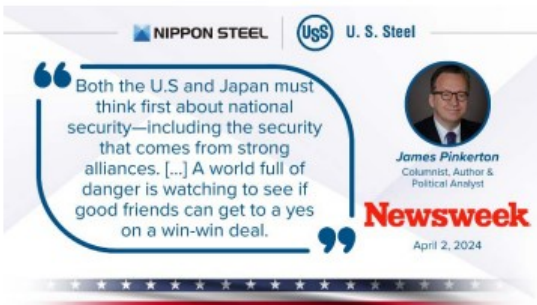 NIPPON STEEL
USS
U. S. Steel
“Both the U.S and Japan must
think first about national
security—including the security
that comes from strong
alliances. [...] A world full of
danger is watching to see if
good friends can get to a yes
on a win-win deal.”
James Pinkerton
Columnist, Author &
Political Analyst
Newsweek
April 2, 2024